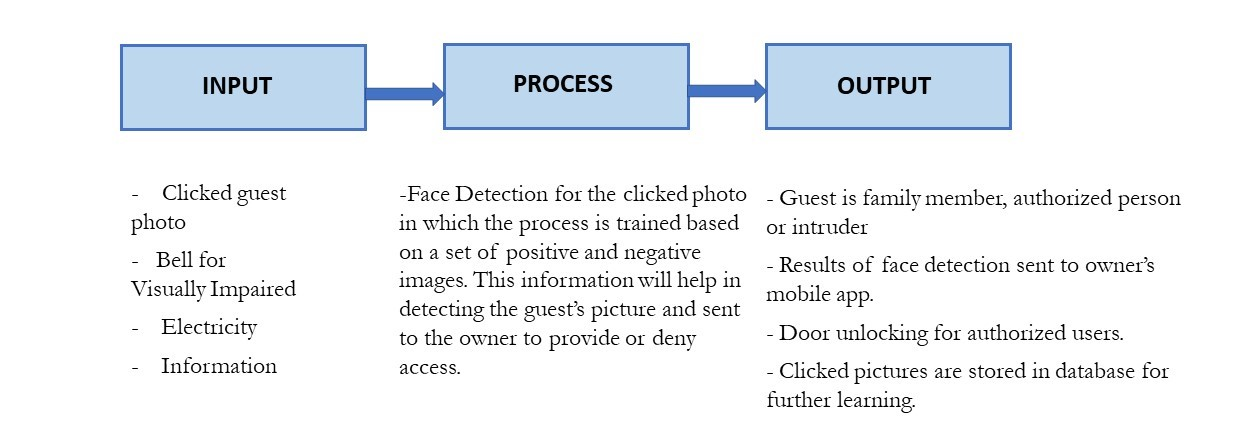 INPUT
PROCESS
OUTPUT
- Clicked guest
photo
- Bell for
Visually Impaired
- Electricity
- Information
-Face Detection for the clicked photo
in which the process is trained based
on a set of positive and negative
images. This information will help in
detecting the guest’s picture and sent
to the owner to provide or deny
access.
- Guest is family member, authorized person
or intruder
- Results of face detection sent to owner’s
mobile app.
- Door unlocking for authorized users.
- Clicked pictures are stored in database for
further learning.